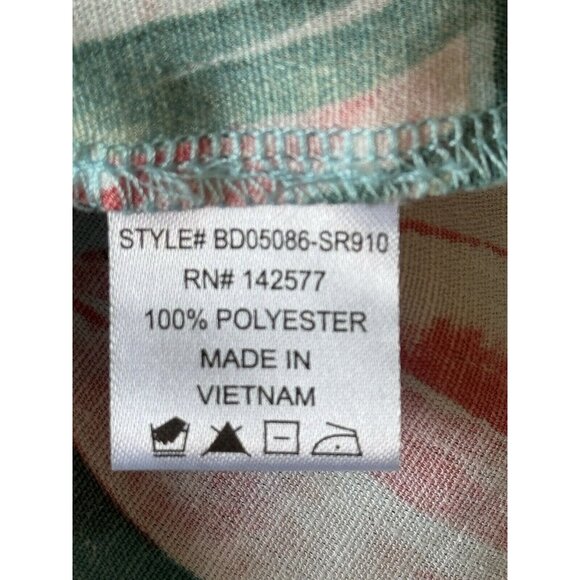 STYLE# BD05086-SR910
RN# 142577
100% POLYESTER
MADE IN
VIETNAM